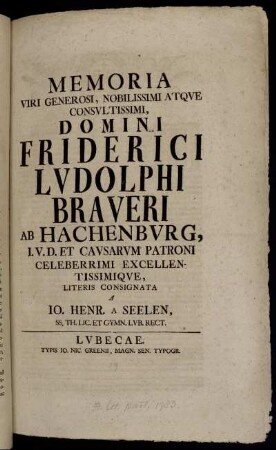 MEMORIA
VIRI GENEROSI, NOBILISSIMI ATQVE
CONSVLTISSIMI,
DOMINI
FRIDERICI
LVDOLPHI
BRAVERI
AB HACHENBVRG,
I. V. D. ET CAVSARVM PATRONI
CELEBERRIMI EXCELLEN-
TISSIMIQVE,
LITERIS CONSIGNATA
A
IO. HENR. A SEELEN,
SS. TH. LIC. ET GYMN. LVB. RECT.
LVBECAE.
TYPIS IO. NIC. GREENII, MAGN. SEN. TYPOGR.